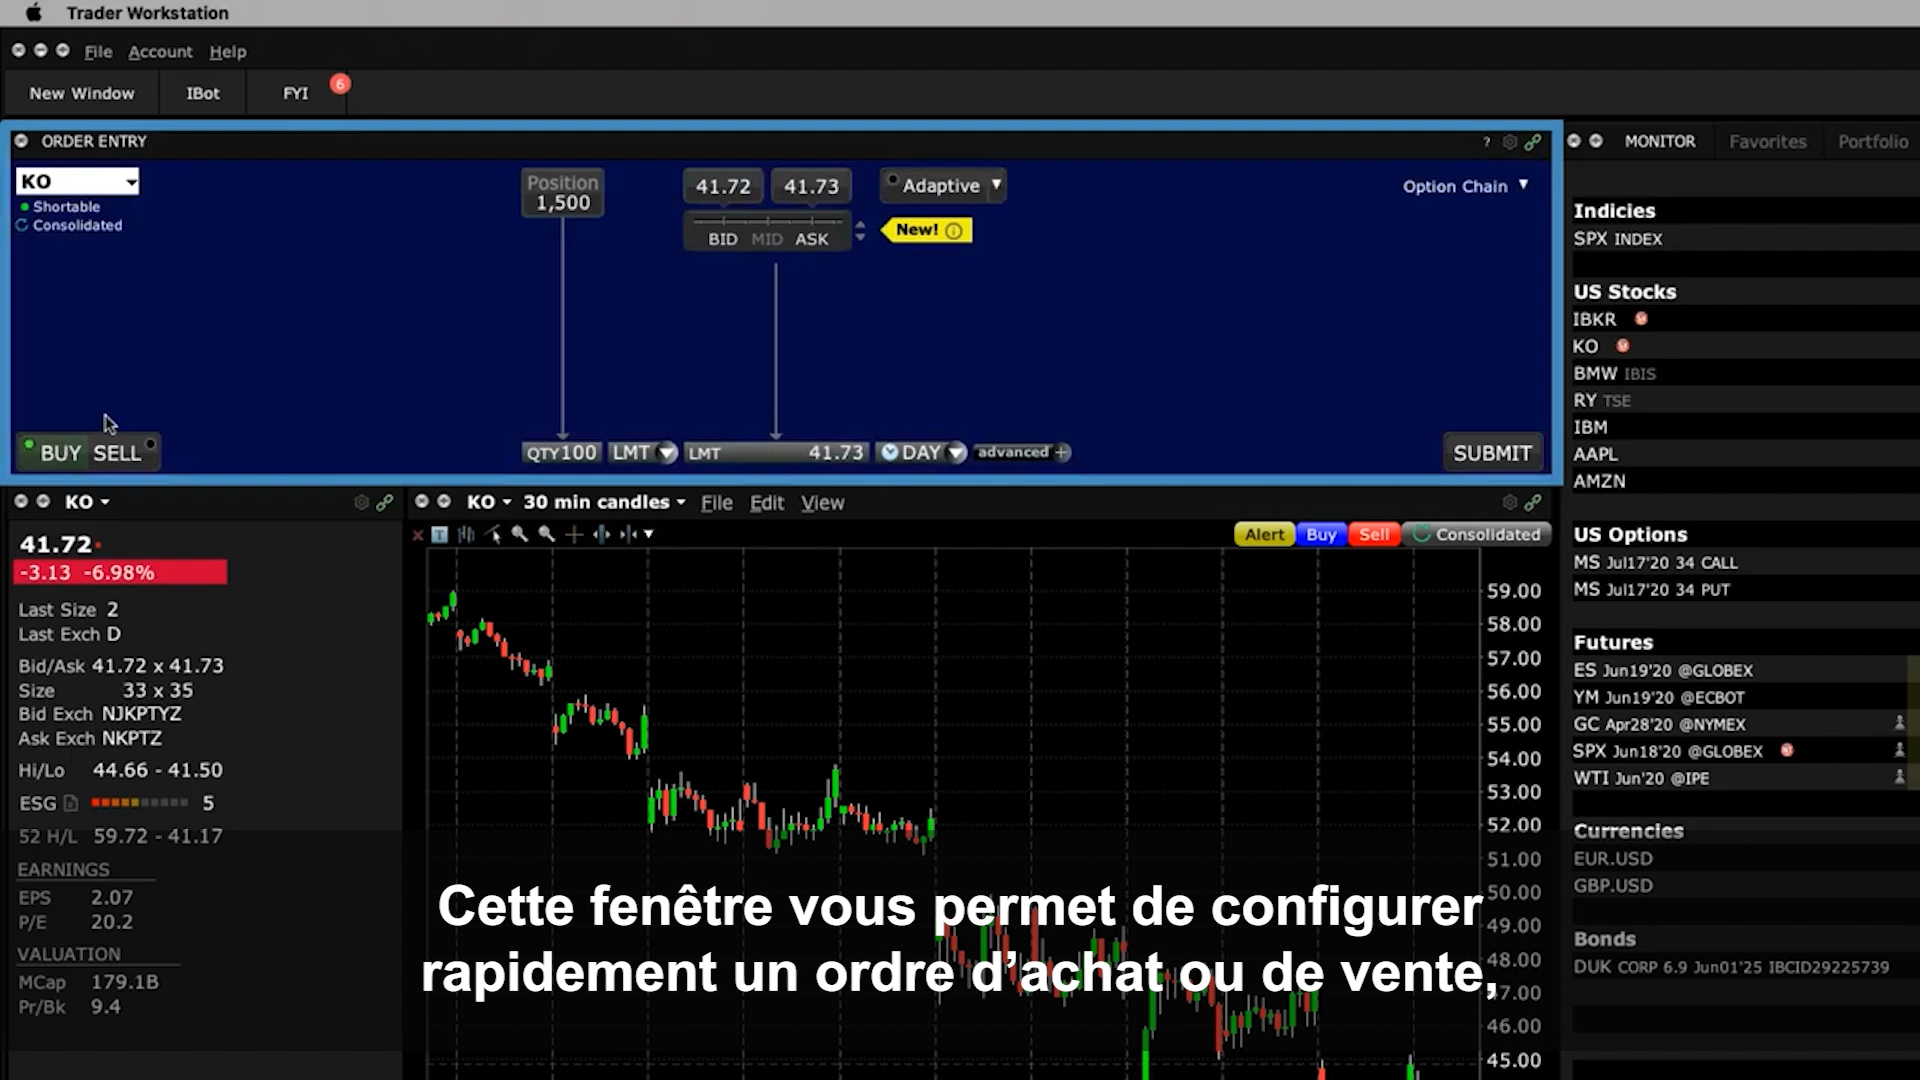 Trader Workstation
File Account Help
New Window IBot FYI 6
ORDER ENTRY ?
MONITOR Favorites Portfolio
KO
Shortable
Consolidated
Position
1,500
41.72 41.73 Adaptive
BID MID ASK New!
Option Chain
BUY SELL
QTY 100 LMT LMT 41.73 DAY advanced +
SUBMIT
KO
41.72
-3.13 -6.98%
Last Size 2
Last Exch D
Bid/Ask 41.72 x 41.73
Size 33 x 35
Bid Exch NJKPTYZ
Ask Exch NKPTZ
Hi/Lo 44.66 - 41.50
ESG 5
52 H/L 59.72 - 41.17
EARNINGS
EPS 2.07
P/E 20.2
VALUATION
MCap 179.1B
Pr/Bk 9.4
KO 30 min candles File Edit View
Alert Buy Sell Consolidated
59.00
58.00
57.00
56.00
55.00
54.00
53.00
52.00
51.00
50.00
49.00
48.00
47.00
46.00
45.00
Indicies
SPX INDEX
US Stocks
IBKR
KO
BMW IBIS
RY TSE
IBM
AAPL
AMZN
US Options
MS Jul17'20 34 CALL
MS Jul17'20 34 PUT
Futures
ES Jun19'20 @GLOBEX
YM Jun19'20 @ECBOT
GC Apr28'20 @NYMEX
SPX Jun18'20 @GLOBEX
WTI Jun'20 @IPE
Currencies
EUR.USD
GBP.USD
Bonds
DUK CORP 6.9 Jun01'25 IBCID29225739
Cette fenêtre vous permet de configurer
rapidement un ordre d’achat ou de vente,